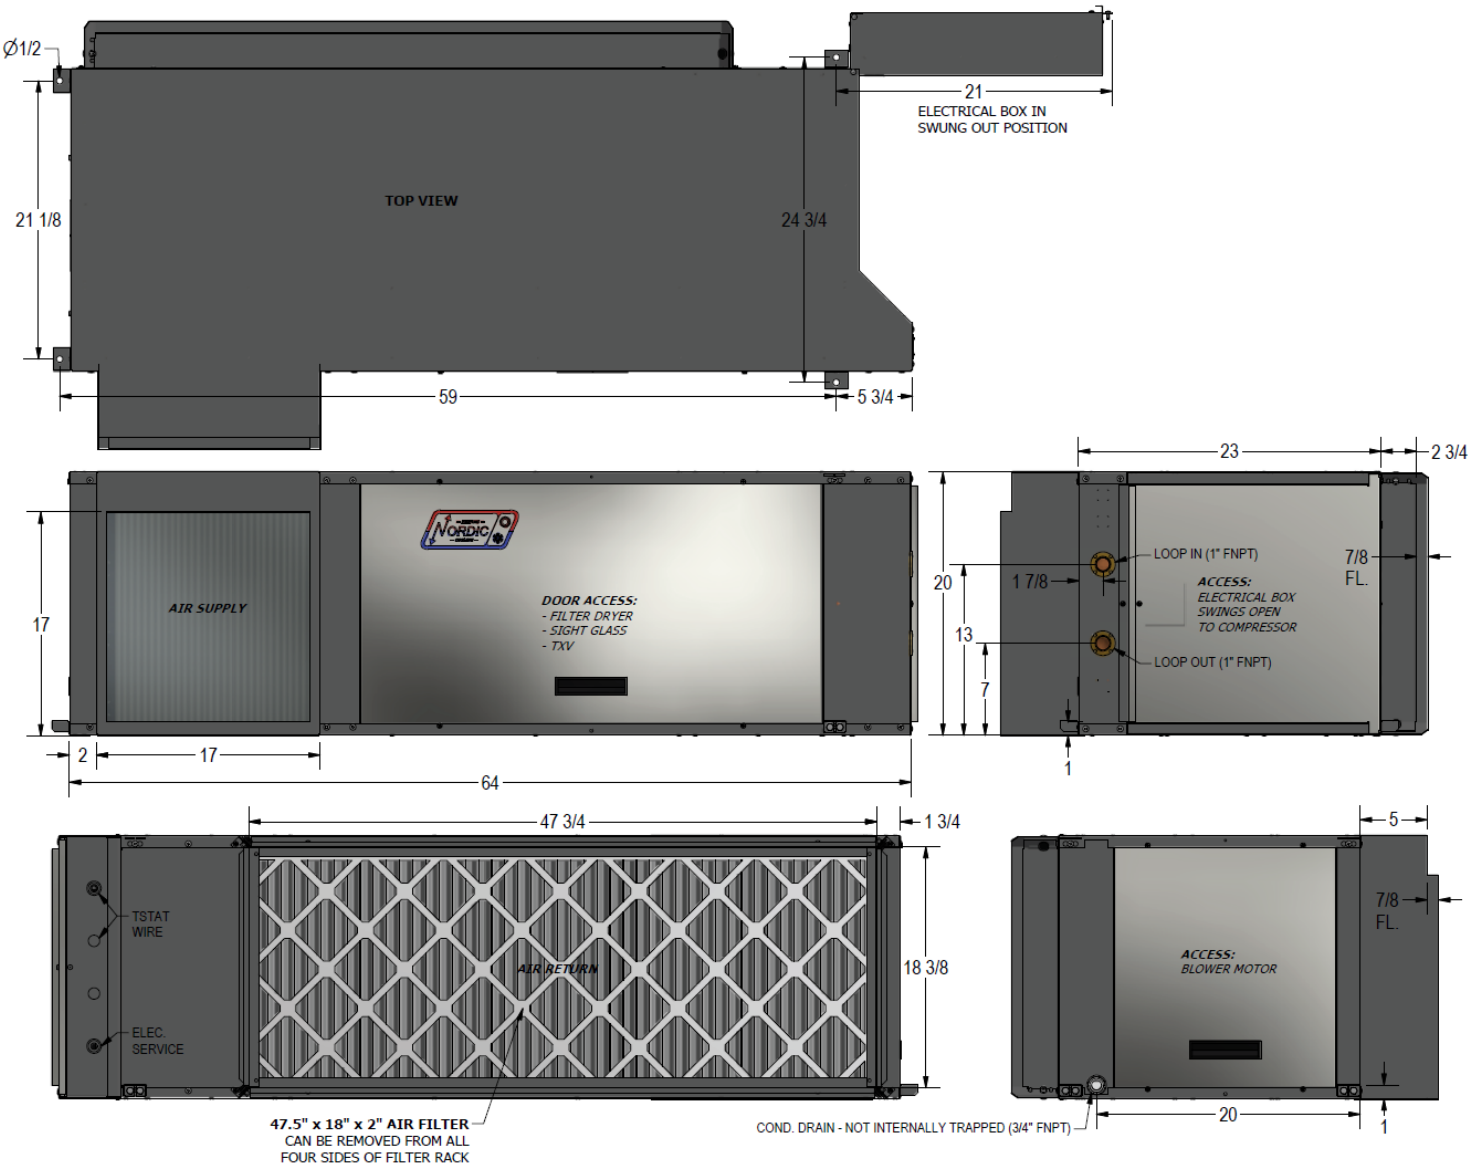 Ø1/2
21
ELECTRICAL BOX IN
SWUNG OUT POSITION
TOP VIEW
21 1/8
24 3/4
59
5 3/4
23
2 3/4
NORDIC
17
AIR SUPPLY
DOOR ACCESS:
- FILTER DRYER
- SIGHT GLASS
- TXV
2
17
64
20
13
7
1 7/8
LOOP IN (1" FNPT)
ACCESS:
ELECTRICAL BOX
SWINGS OPEN
TO COMPRESSOR
LOOP OUT (1" FNPT)
7/8
FL.
1
47 3/4
1 3/4
TSTAT
WIRE
AIR RETURN
18 3/8
ELEC.
SERVICE
47.5" x 18" x 2" AIR FILTER
CAN BE REMOVED FROM ALL
FOUR SIDES OF FILTER RACK
5
7/8
FL.
ACCESS:
BLOWER MOTOR
COND. DRAIN - NOT INTERNALLY TRAPPED (3/4" FNPT)
20
1